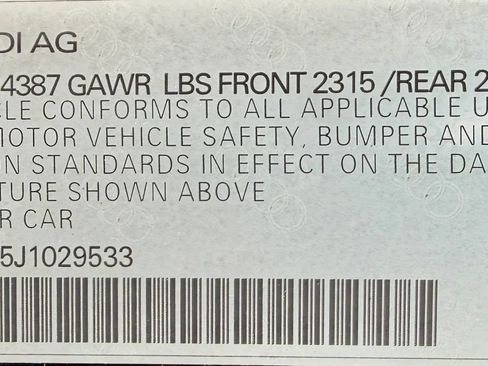 DI AG
4387 GAWR LBS FRONT 2315 /REAR 2
CLE CONFORMS TO ALL APPLICABLE U
MOTOR VEHICLE SAFETY, BUMPER AND
ON STANDARDS IN EFFECT ON THE DA
TURE SHOWN ABOVE
R CAR
5J1029533